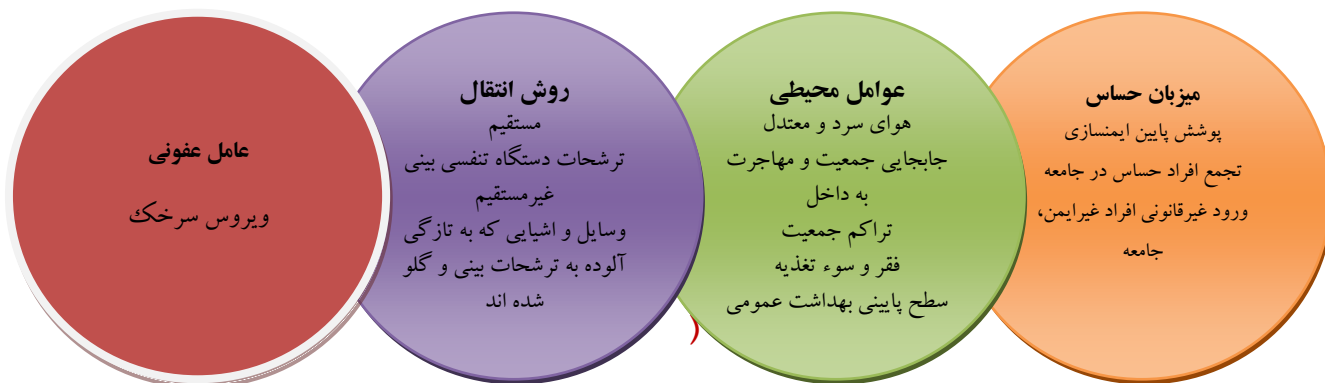 میزبان حساس
پوشش پایین ایمنسازی
تجمع افراد حساس در جامعه
ورود غیرقانونی افراد غیرایمن،
جامعه
عوامل محیطی
هوای سرد و معتدل
جابجایی جمعیت و مهاجرت
به داخل
تراکم جمعیت
فقر و سوء تغذیه
سطح پایینی بهداشت عمومی
روش انتقال
مستقیم
ترشحات دستگاه تنفسی بینی
غیرمستقیم
وسایل و اشیایی که به تازگی
آلوده به ترشحات بینی و گلو
شده اند
عامل عفونی
ویروس سرخک